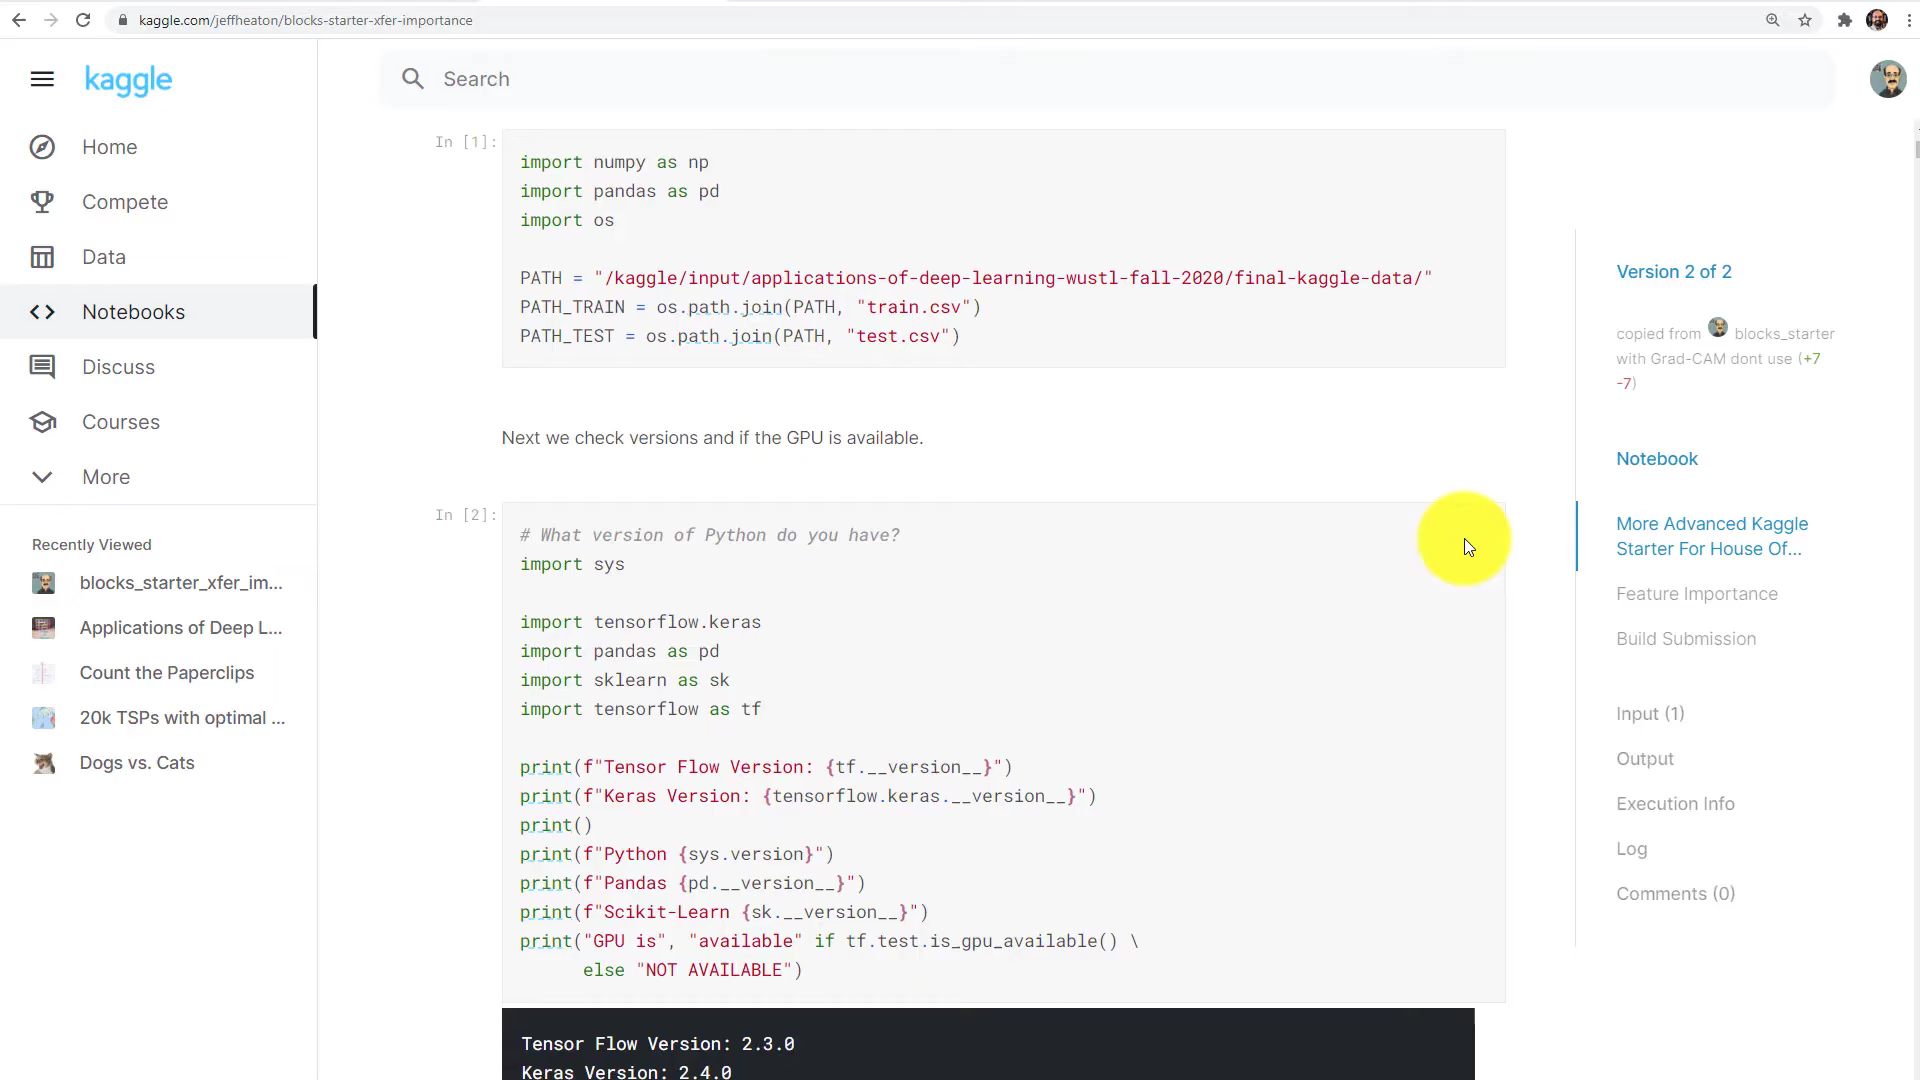 kaggle.com/jeffheaton/blocks-starter-xfer-importance
kaggle
Search
Home
Compete
Data
Notebooks
Discuss
Courses
More
Recently Viewed
blocks_starter_xfer_im...
Applications of Deep L...
Count the Paperclips
20k TSPs with optimal ...
Dogs vs. Cats
In [1]:
import numpy as np
import pandas as pd
import os
PATH = "/kaggle/input/applications-of-deep-learning-wustl-fall-2020/final-kaggle-data/"
PATH_TRAIN = os.path.join(PATH, "train.csv")
PATH_TEST = os.path.join(PATH, "test.csv")
Next we check versions and if the GPU is available.
In [2]:
# What version of Python do you have?
import sys
import tensorflow.keras
import pandas as pd
import sklearn as sk
import tensorflow as tf
print(f"Tensor Flow Version: {tf.__version__}")
print(f"Keras Version: {tensorflow.keras.__version__}")
print()
print(f"Python {sys.version}")
print(f"Pandas {pd.__version__}")
print(f"Scikit-Learn {sk.__version__}")
print("GPU is", "available" if tf.test.is_gpu_available() \
else "NOT AVAILABLE")
Tensor Flow Version: 2.3.0
Keras Version: 2.4.0
Version 2 of 2
copied from blocks_starter
with Grad-CAM dont use (+7
-7)
Notebook
More Advanced Kaggle
Starter For House Of...
Feature Importance
Build Submission
Input (1)
Output
Execution Info
Log
Comments (0)